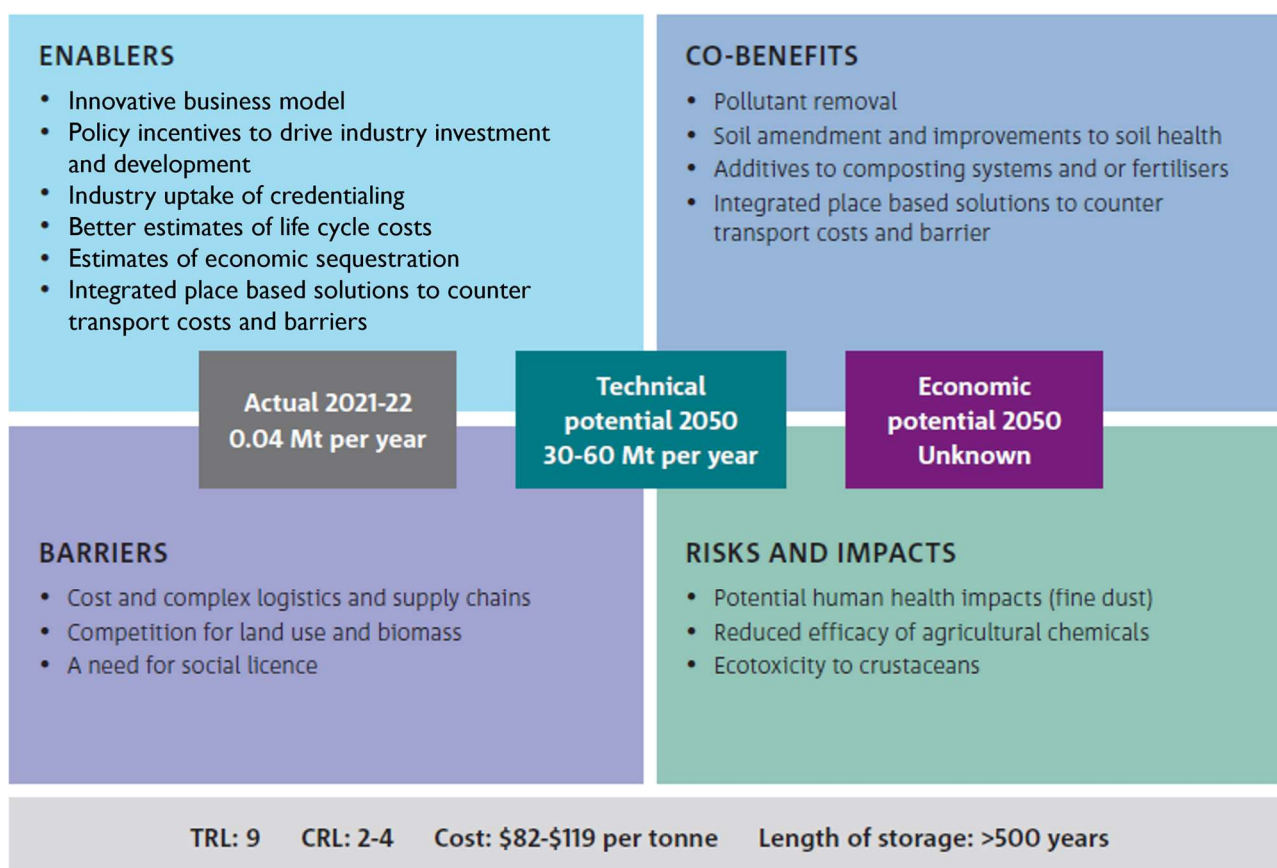 ENABLERS
• Innovative business model
• Policy incentives to drive industry investment
and development
• Industry uptake of credentialing
• Better estimates of life cycle costs
• Estimates of economic sequestration
• Integrated place based solutions to counter
transport costs and barriers
CO-BENEFITS
• Pollutant removal
• Soil amendment and improvements to soil health
• Additives to composting systems and or fertilisers
• Integrated place based solutions to counter
transport costs and barrier
Actual 2021-22
0.04 Mt per year
Technical
potential 2050
30-60 Mt per year
Economic
potential 2050
Unknown
BARRIERS
• Cost and complex logistics and supply chains
• Competition for land use and biomass
• A need for social licence
RISKS AND IMPACTS
• Potential human health impacts (fine dust)
• Reduced efficacy of agricultural chemicals
• Ecotoxicity to crustaceans
TRL: 9 CRL: 2-4 Cost: $82-$119 per tonne Length of storage: >500 years